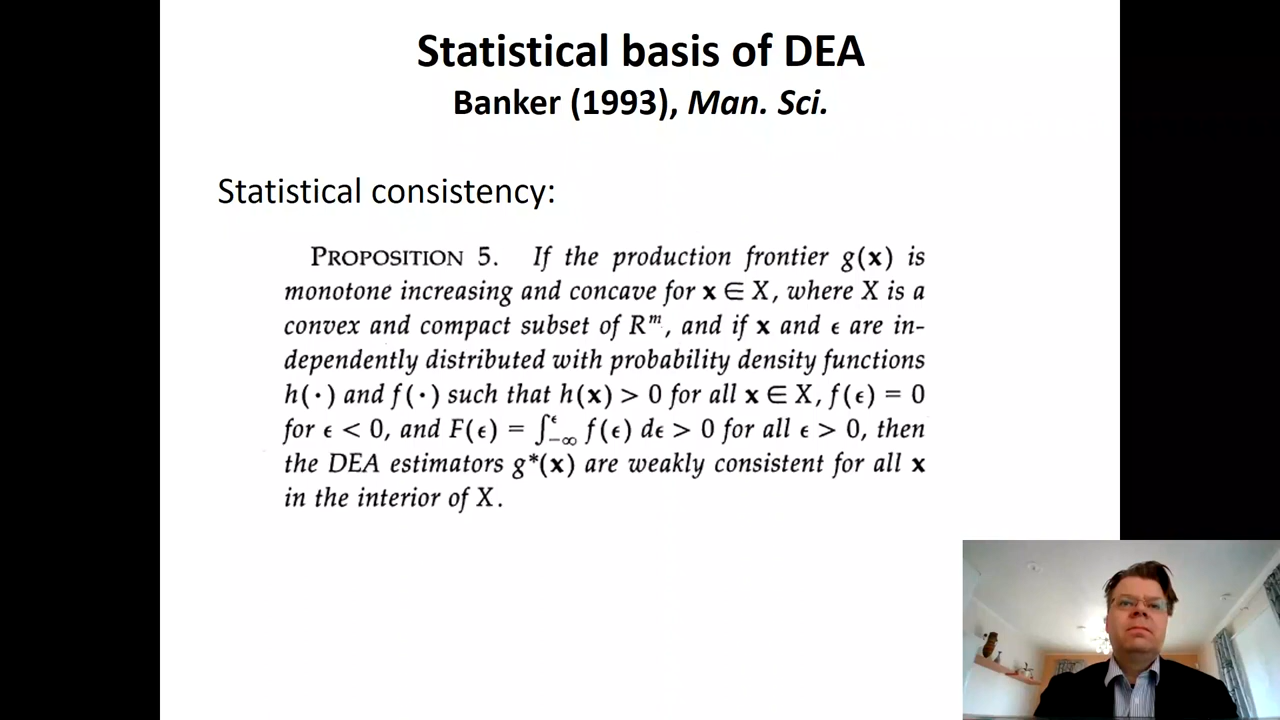 Statistical basis of DEA
Banker (1993), Man. Sci.
Statistical consistency:
PROPOSITION 5. If the production frontier g(x) is
monotone increasing and concave for x ∈ X, where X is a
convex and compact subset of Rᵐ, and if x and ϵ are in-
dependently distributed with probability density functions
h(·) and f(·) such that h(x) > 0 for all x ∈ X, f(ϵ) = 0
for ϵ < 0, and F(ϵ) = ∫_{-∞}^{ϵ} f(ϵ) dϵ > 0 for all ϵ > 0, then
the DEA estimators g*(x) are weakly consistent for all x
in the interior of X.